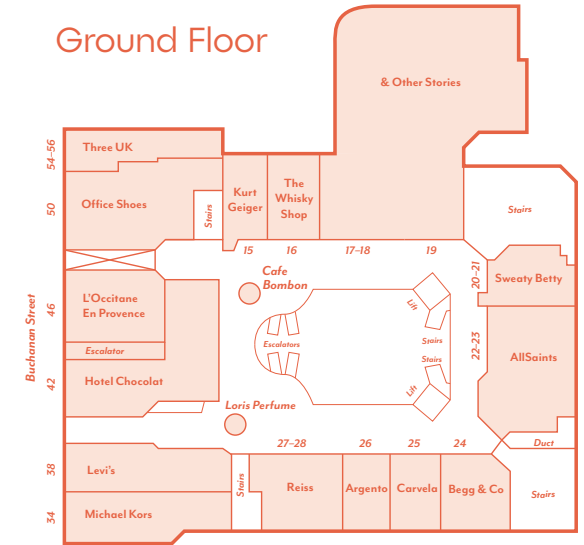 Ground Floor
& Other Stories
54–56
Three UK
50
Office Shoes
Stairs
Kurt
Geiger
The
Whisky
Shop
Stairs
15
16
17–18
19
20–21
Sweaty Betty
Cafe
Bombon
Buchanan Street
46
L'Occitane
En Provence
Lift
Stairs
Escalators
Stairs
Lift
22–23
AllSaints
Escalator
42
Hotel Chocolat
Loris Perfume
27–28
26
25
24
Duct
38
Levi's
Stairs
Reiss
Argento
Carvela
Begg & Co
Stairs
34
Michael Kors